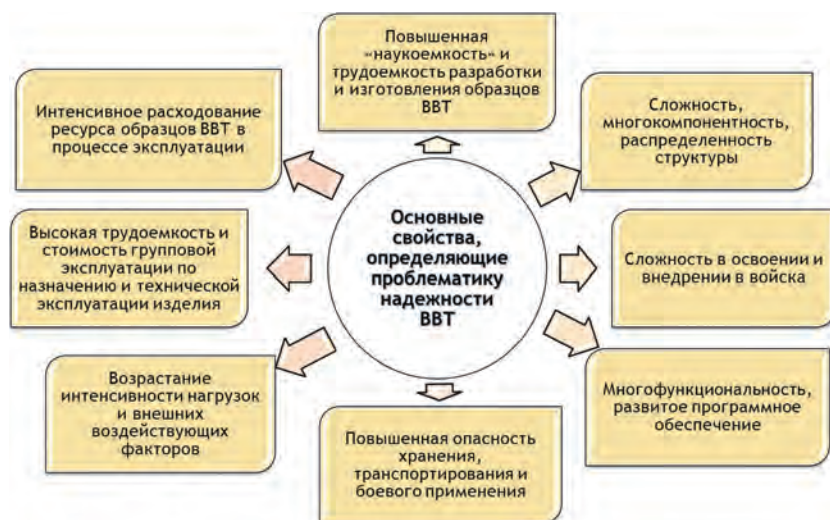 Повышенная
«наукоемкость» и
трудоемкость разработки
и изготовления образцов
ВВТ
Интенсивное расходование
ресурса образцов ВВТ в
процессе эксплуатации
Сложность,
многокомпонентность,
распределенность
структуры
Основные
свойства,
определяющие
проблематику
надежности
ВВТ
Высокая трудоемкость и
стоимость групповой
эксплуатации по
назначению и технической
эксплуатации изделия
Сложность в освоении и
внедрении в войска
Возрастание
интенсивности нагрузок
и внешних
воздействующих
факторов
Многофункциональность,
развитое программное
обеспечение
Повышенная опасность
хранения,
транспортирования и
боевого применения